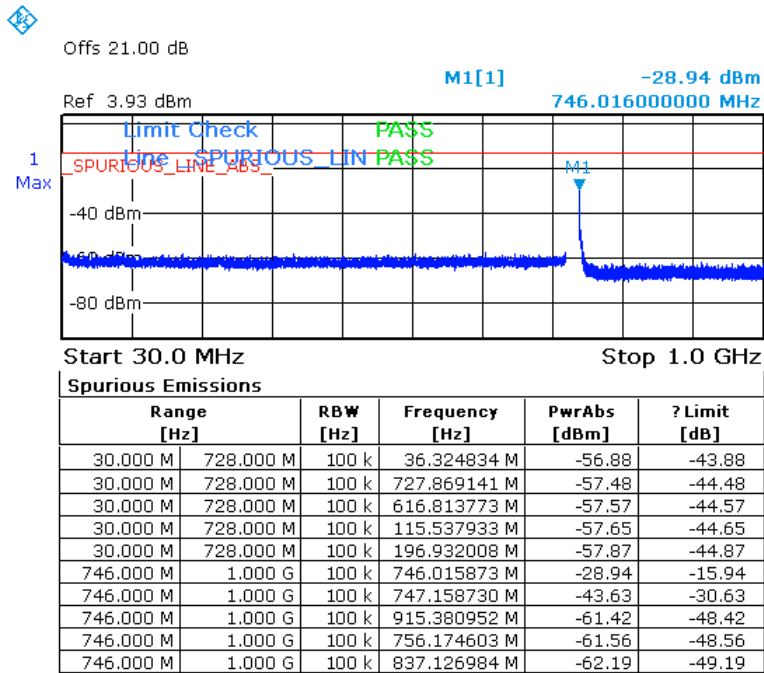 Offs 21.00 dB
M1[1] -28.94 dBm
Ref 3.93 dBm 746.016000000 MHz
Limit Check PASS
1 Line _SPURIOUS_LIN PASS
_SPURIOUS_LINE_ABS_
M1
Max
-40 dBm
-60 dBm
-80 dBm
Start 30.0 MHz Stop 1.0 GHz
Spurious Emissions
Range RBW Frequency PwrAbs ?Limit
[Hz] [Hz] [Hz] [dBm] [dB]
30.000 M 728.000 M 100 k 36.324834 M -56.88 -43.88
30.000 M 728.000 M 100 k 727.869141 M -57.48 -44.48
30.000 M 728.000 M 100 k 616.813773 M -57.57 -44.57
30.000 M 728.000 M 100 k 115.537933 M -57.65 -44.65
30.000 M 728.000 M 100 k 196.932008 M -57.87 -44.87
746.000 M 1.000 G 100 k 746.015873 M -28.94 -15.94
746.000 M 1.000 G 100 k 747.158730 M -43.63 -30.63
746.000 M 1.000 G 100 k 915.380952 M -61.42 -48.42
746.000 M 1.000 G 100 k 756.174603 M -61.56 -48.56
746.000 M 1.000 G 100 k 837.126984 M -62.19 -49.19